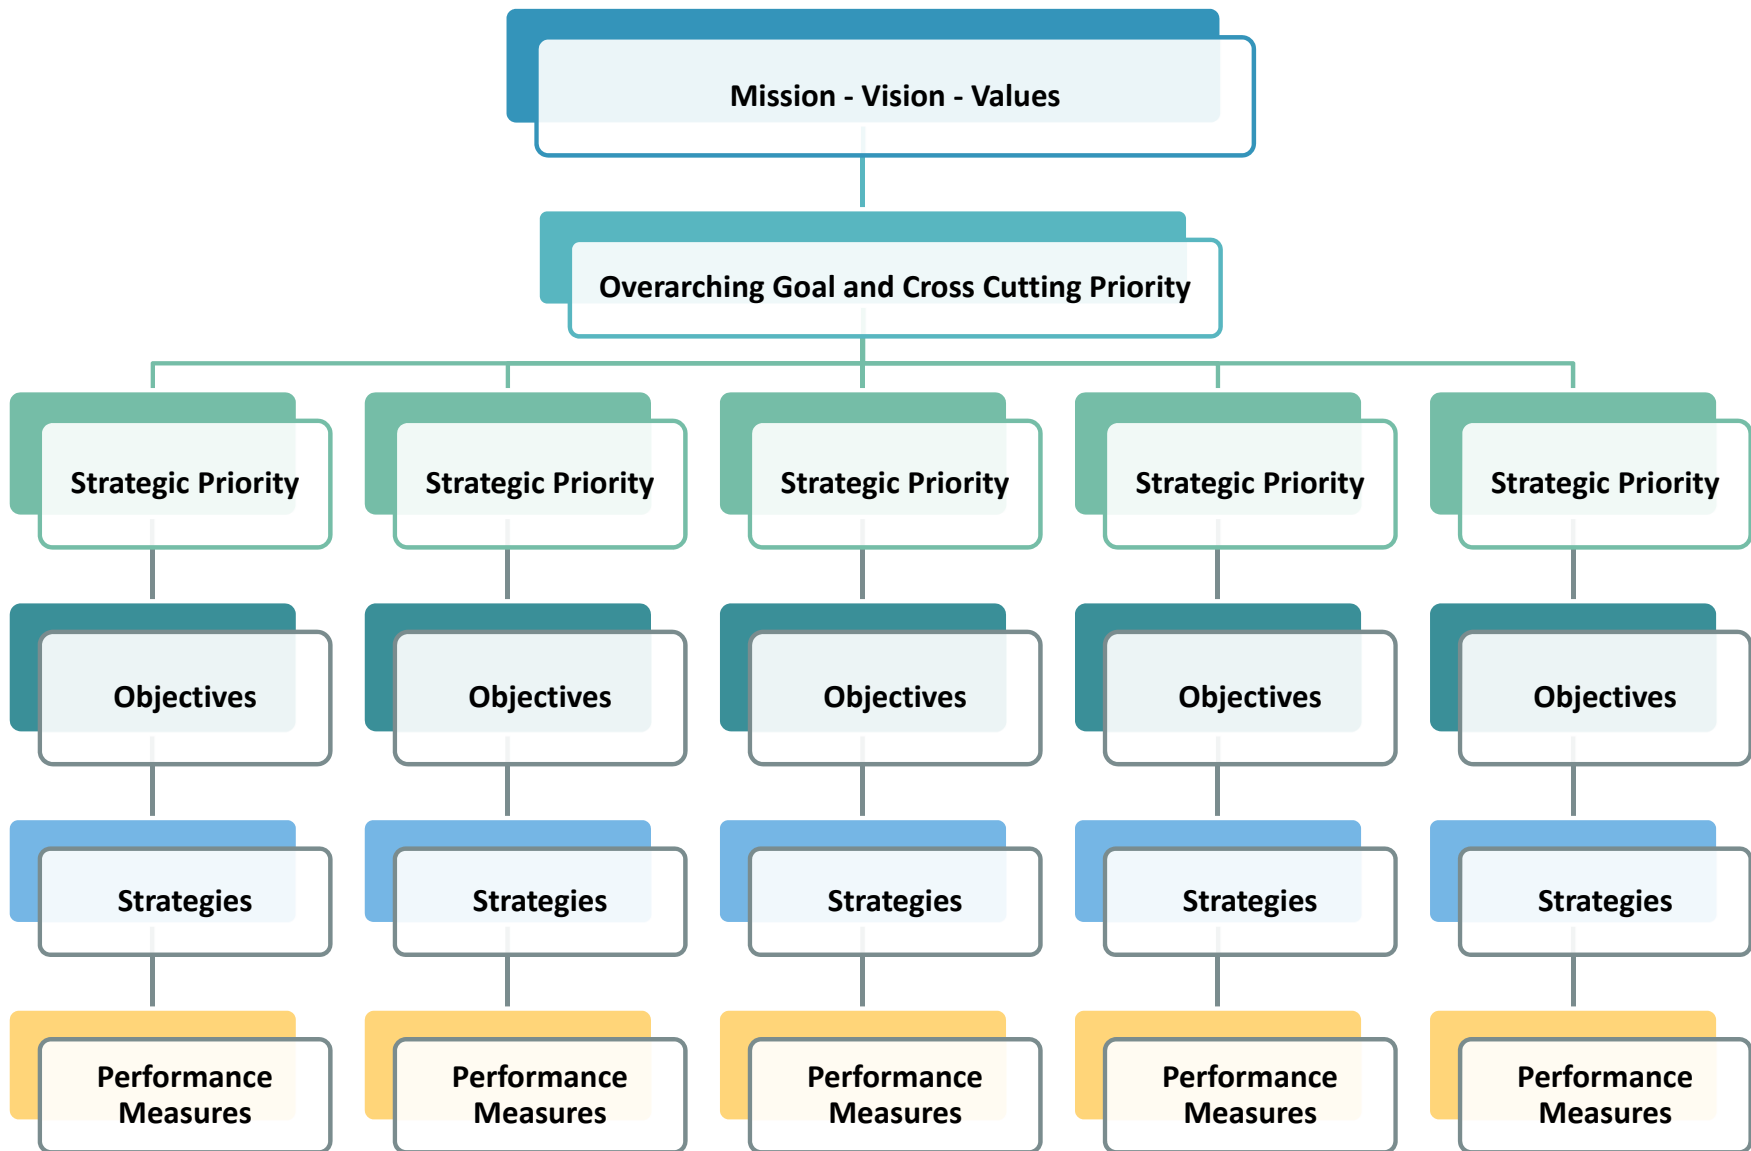 Mission - Vision - Values
Overarching Goal and Cross Cutting Priority
Strategic Priority
Strategic Priority
Strategic Priority
Strategic Priority
Strategic Priority
Objectives
Objectives
Objectives
Objectives
Objectives
Strategies
Strategies
Strategies
Strategies
Strategies
Performance
Measures
Performance
Measures
Performance
Measures
Performance
Measures
Performance
Measures